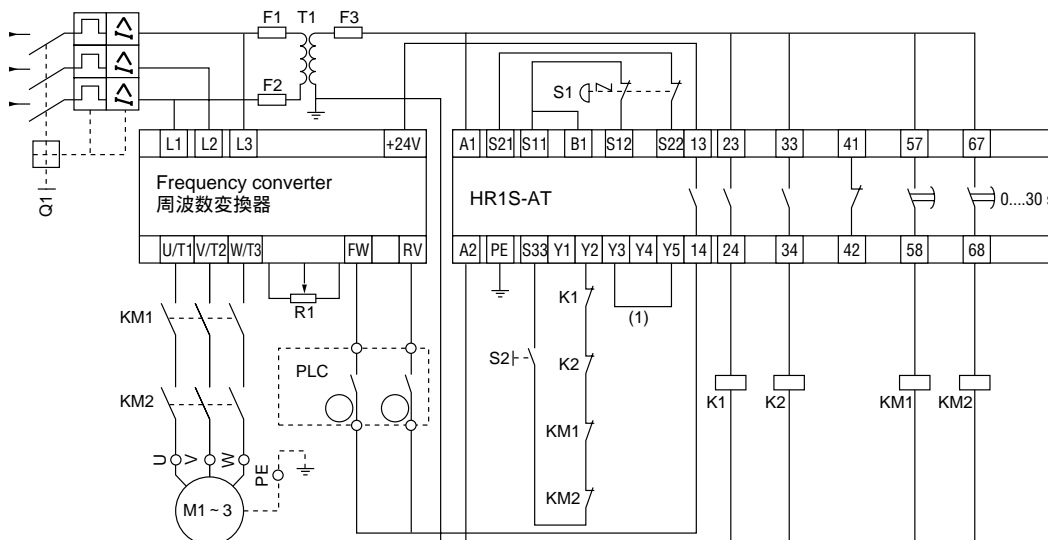 F1 T1 F3
F2
S1
Q1
L1 L2 L3 +24V
A1 S21 S11 B1 S12 S22 13 23 33 41 57 67
Frequency converter
周波数変換器
HR1S-AT
0....30 s
U/T1 V/T2 W/T3 FW RV
A2 PE S33 Y1 Y2 Y3 Y4 Y5 14 24 34 42 58 68
R1
K1
(1)
KM1
S2
K2
PLC
K1 K2 KM1 KM2
KM2
KM1
U V W PE
KM2
M1 ~ 3